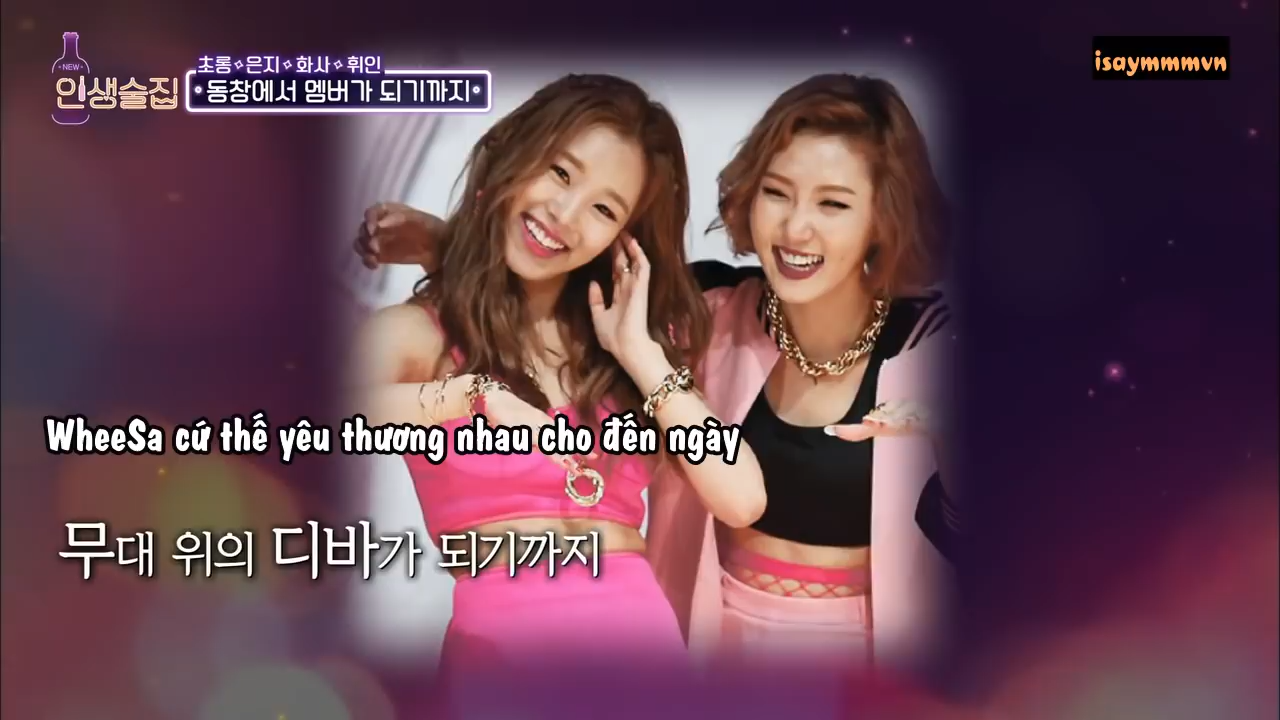 NEW
인생술집
초롱⋄은지⋄화사⋄휘인
•동창에서 멤버가 되기까지•
isaymmmvn
WheeSa cứ thế yêu thương nhau cho đến ngày
무대 위의 디바가 되기까지